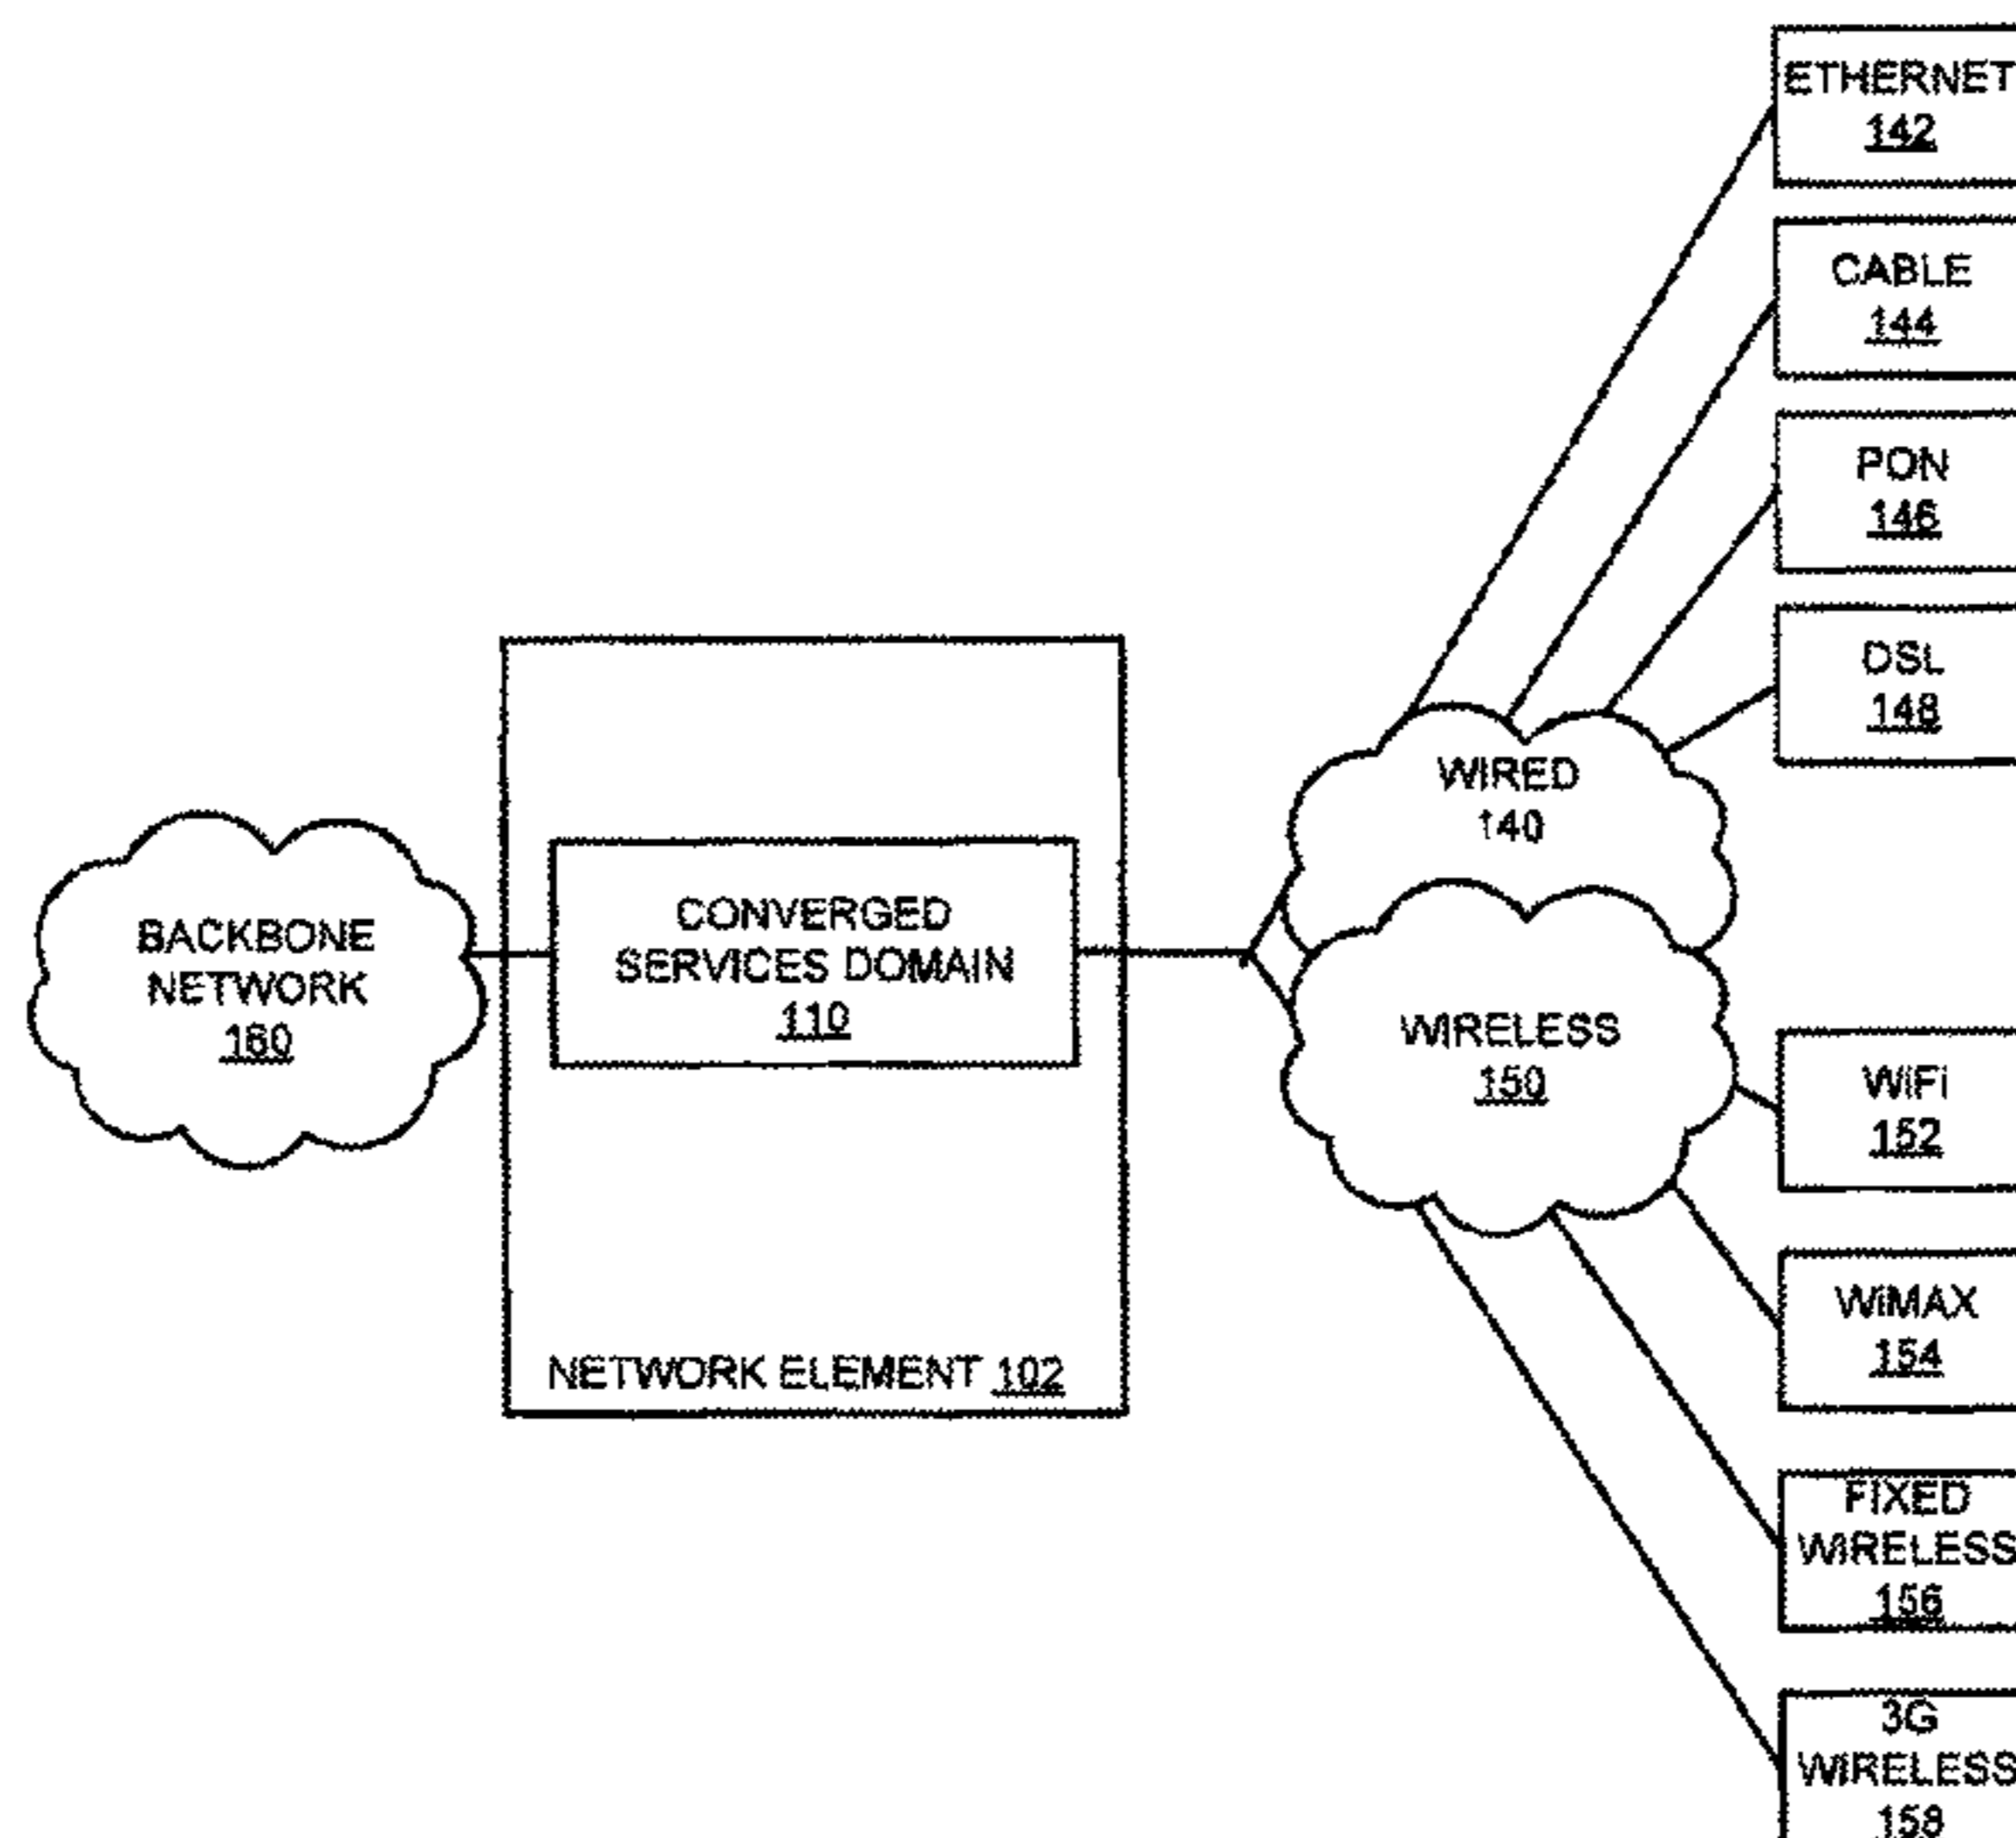 ETHERNET
142
CABLE
144
PON
146
DSL
148
WIRED
140
BACKBONE
NETWORK
160
CONVERGED
SERVICES DOMAIN
110
WIRELESS
150
WiFi
152
WiMAX
154
NETWORK ELEMENT 102
FIXED
WIRELESS
156
3G
WIRELESS
158